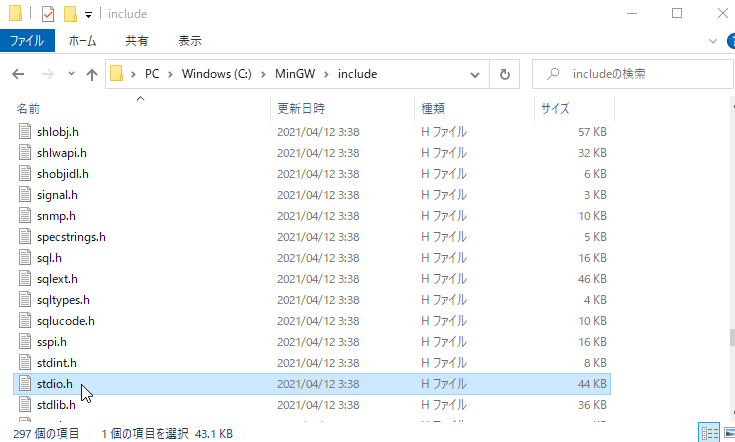 include
ファイル ホーム 共有 表示
PC Windows (C:) MinGW include includeの検索
名前 更新日時 種類 サイズ
shlobj.h 2021/04/12 3:38 H ファイル 57 KB
shlwapi.h 2021/04/12 3:38 H ファイル 32 KB
shobjidl.h 2021/04/12 3:38 H ファイル 6 KB
signal.h 2021/04/12 3:38 H ファイル 3 KB
snmp.h 2021/04/12 3:38 H ファイル 10 KB
specstrings.h 2021/04/12 3:38 H ファイル 5 KB
sql.h 2021/04/12 3:38 H ファイル 16 KB
sqlext.h 2021/04/12 3:38 H ファイル 46 KB
sqltypes.h 2021/04/12 3:38 H ファイル 4 KB
sqlucode.h 2021/04/12 3:38 H ファイル 10 KB
sspi.h 2021/04/12 3:38 H ファイル 16 KB
stdint.h 2021/04/12 3:38 H ファイル 8 KB
stdio.h 2021/04/12 3:38 H ファイル 44 KB
stdlib.h 2021/04/12 3:38 H ファイル 36 KB
297 個の項目 1 個の項目を選択 43.1 KB